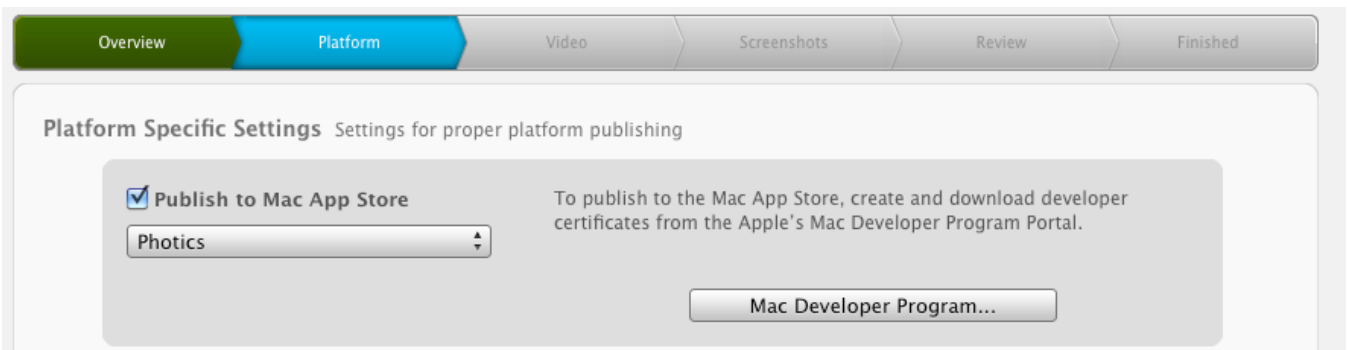 Overview Platform Video Screenshots Review Finished
Platform Specific Settings Settings for proper platform publishing
Publish to Mac App Store
Photics
To publish to the Mac App Store, create and download developer
certificates from the Apple's Mac Developer Program Portal.
Mac Developer Program...